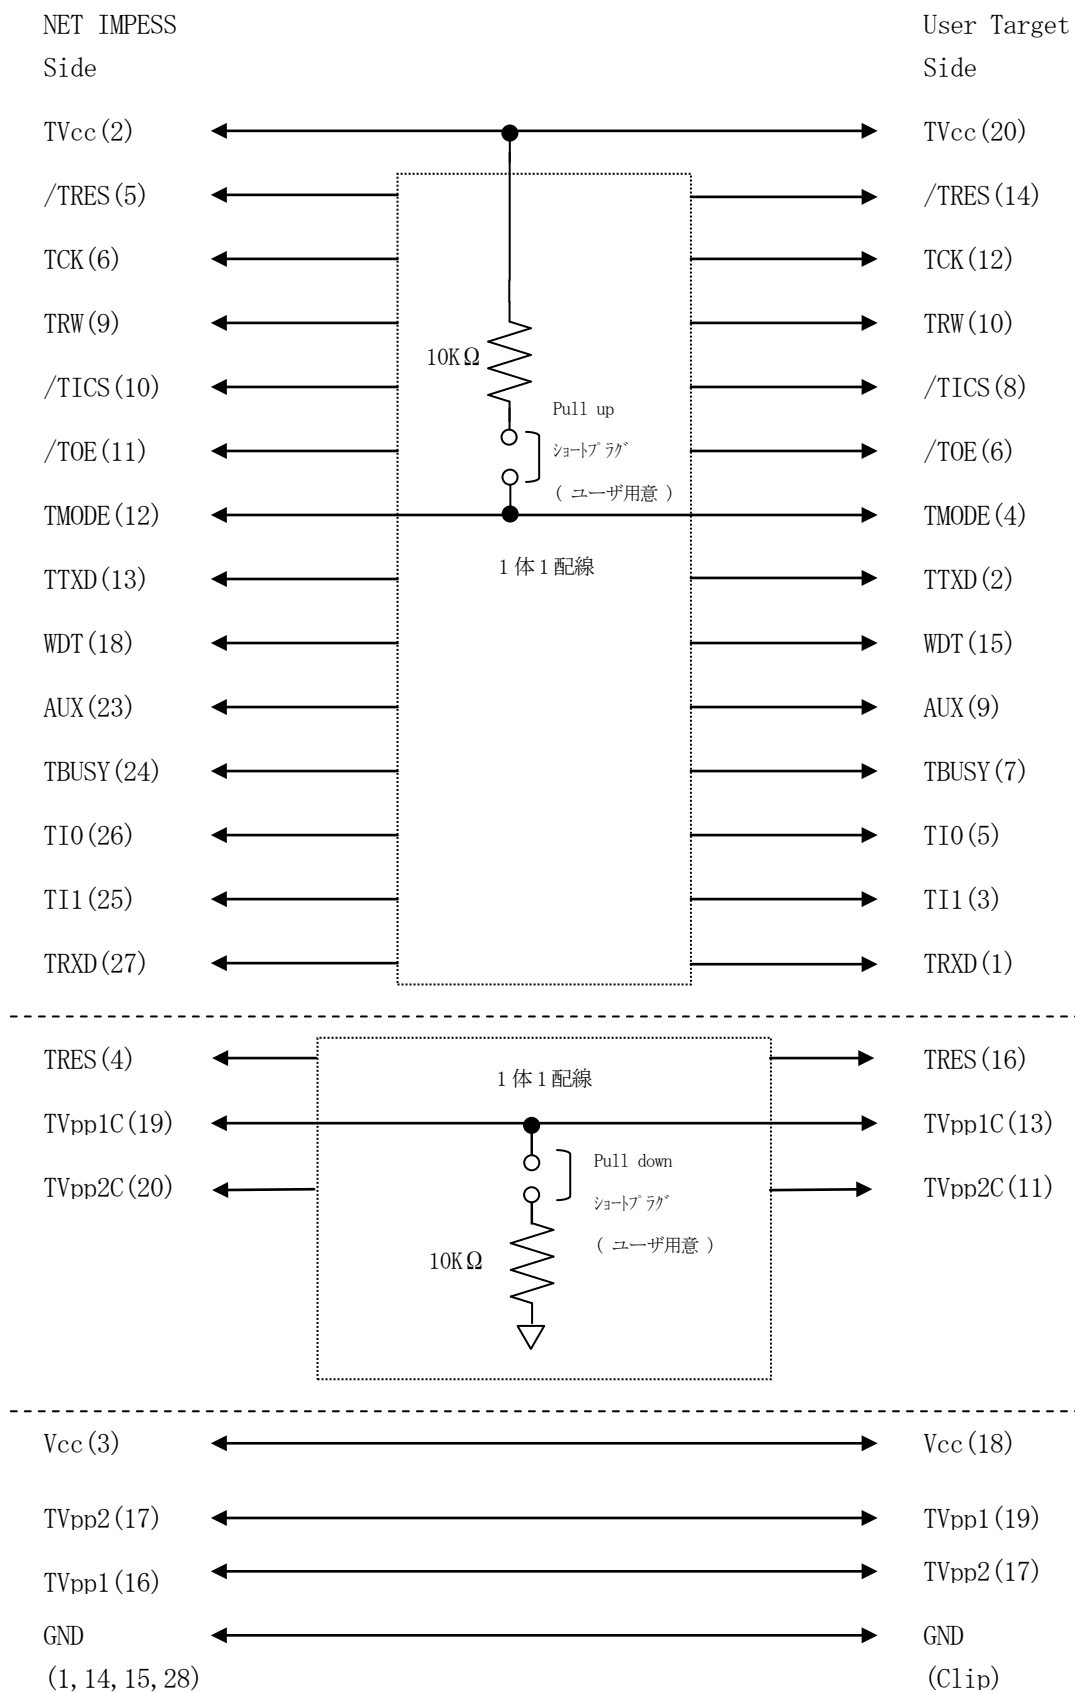 NET IMPESS User Target
Side Side
TVcc(2) TVcc(20)
/TRES(5) /TRES(14)
TCK(6) TCK(12)
TRW(9) TRW(10)
10KΩ
/TICS(10) /TICS(8)
Pull up
/TOE(11) ショートプラグ /TOE(6)
( ユーザ用意 )
TMODE(12) TMODE(4)
1体1配線
TTXD(13) TTXD(2)
WDT(18) WDT(15)
AUX(23) AUX(9)
TBUSY(24) TBUSY(7)
TI0(26) TI0(5)
TI1(25) TI1(3)
TRXD(27) TRXD(1)
TRES(4) TRES(16)
1体1配線
TVpp1C(19) TVpp1C(13)
Pull down
TVpp2C(20) TVpp2C(11)
ショートプラグ
( ユーザ用意 )
10KΩ
Vcc(3) Vcc(18)
TVpp2(17) TVpp1(19)
TVpp1(16) TVpp2(17)
GND GND
(1,14,15,28) (Clip)